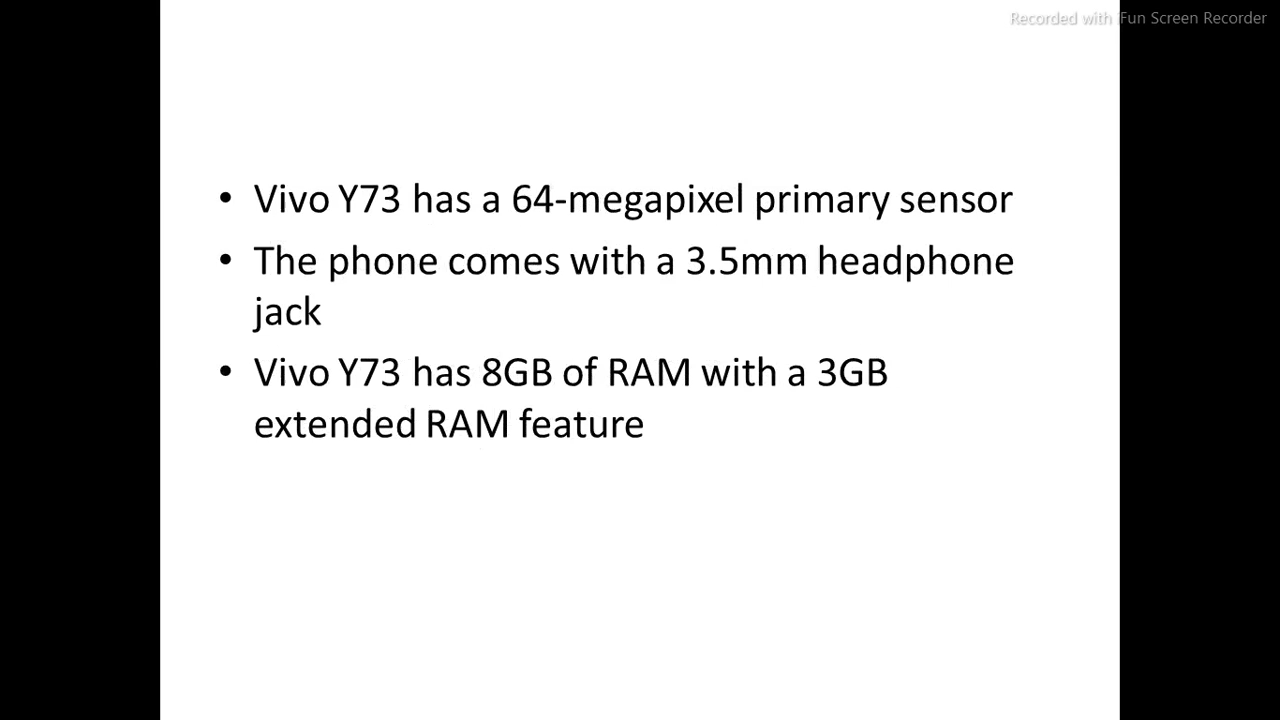 Recorded with iFun Screen Recorder
• Vivo Y73 has a 64-megapixel primary sensor
• The phone comes with a 3.5mm headphone
jack
• Vivo Y73 has 8GB of RAM with a 3GB
extended RAM feature